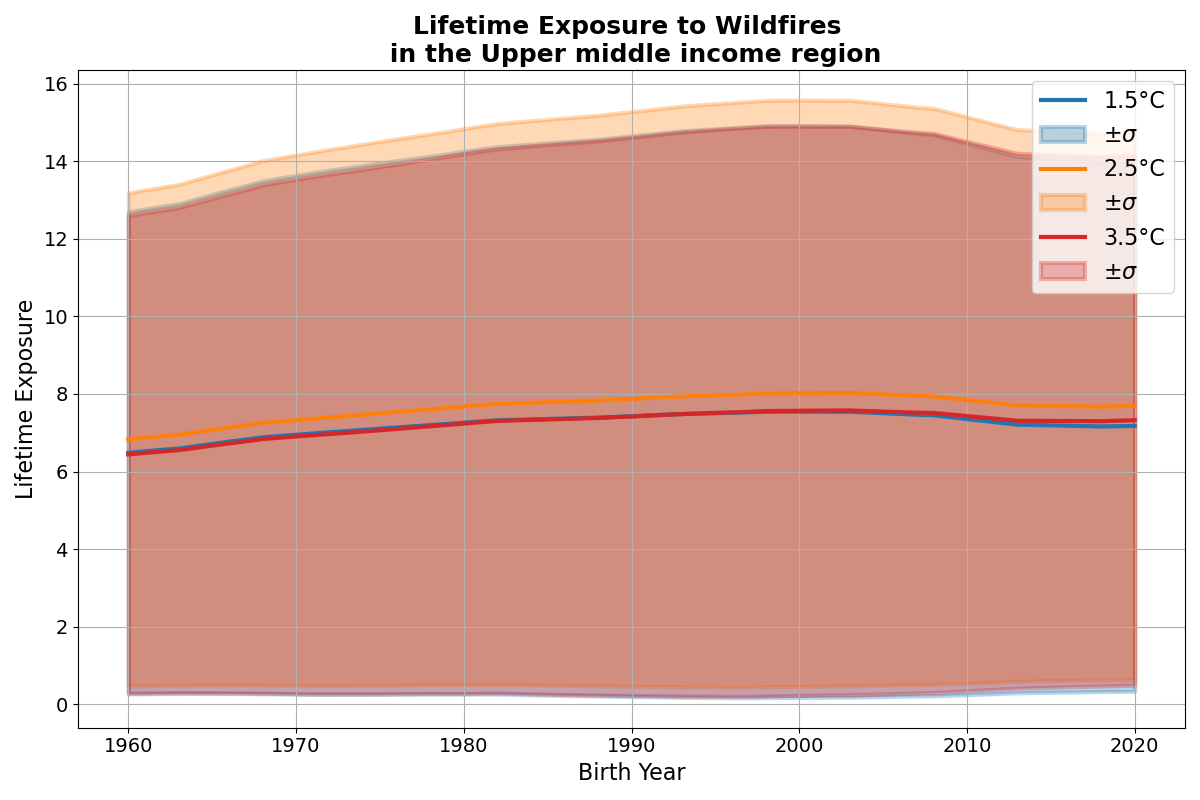 Lifetime Exposure to Wildfires
in the Upper middle income region
16
14
12
10
8
6
4
2
0
Lifetime Exposure
1960
1970
1980
1990
2000
2010
2020
Birth Year
1.5°C
±σ
2.5°C
±σ
3.5°C
±σ